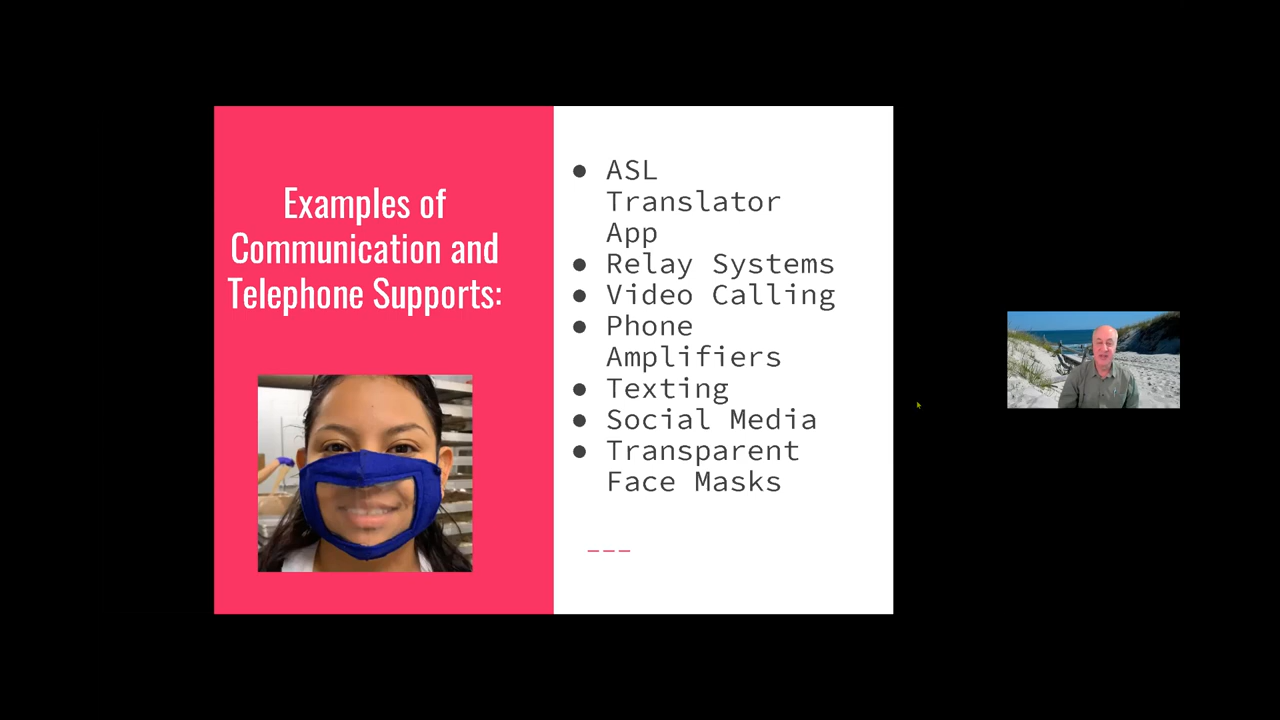 Examples of
Communication and
Telephone Supports:
● ASL
Translator
App
● Relay Systems
● Video Calling
● Phone
Amplifiers
● Texting
● Social Media
● Transparent
Face Masks